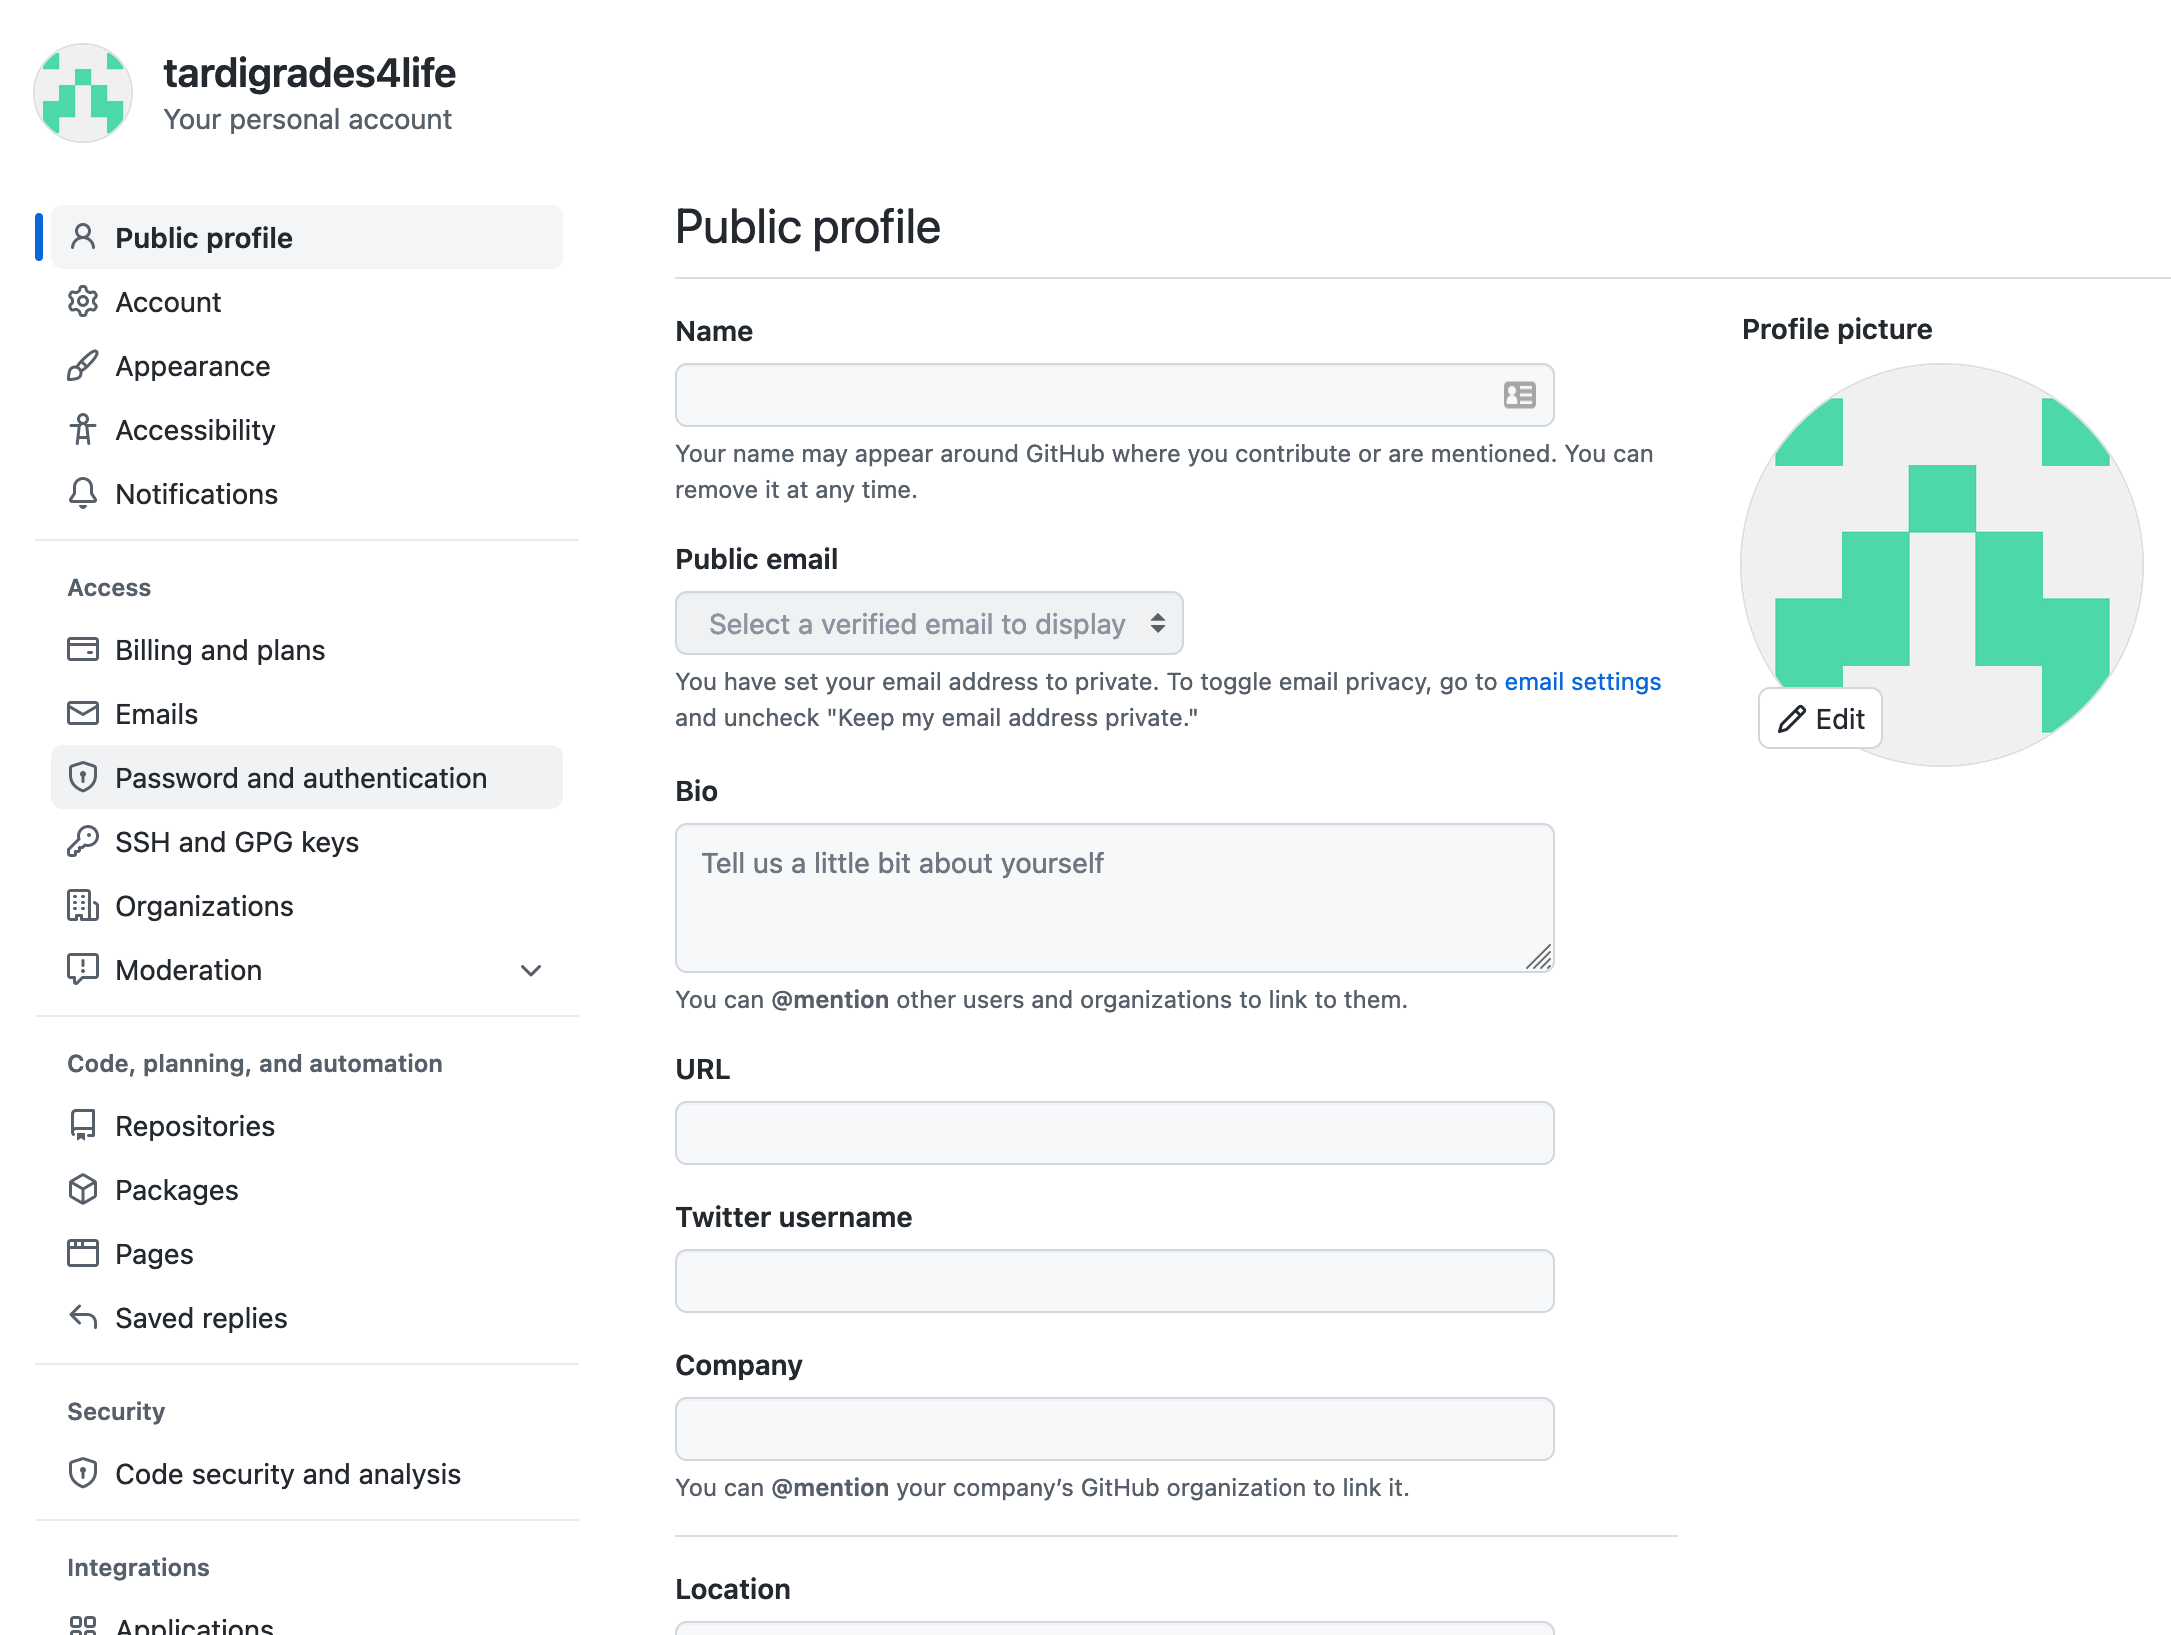 tardigrades4life
Your personal account
Public profile
Account
Appearance
Accessibility
Notifications
Access
Billing and plans
Emails
Password and authentication
SSH and GPG keys
Organizations
Moderation
Code, planning, and automation
Repositories
Packages
Pages
Saved replies
Security
Code security and analysis
Integrations
Applications
Public profile
Name
Your name may appear around GitHub where you contribute or are mentioned. You can
remove it at any time.
Public email
Select a verified email to display
You have set your email address to private. To toggle email privacy, go to email settings
and uncheck "Keep my email address private."
Bio
Tell us a little bit about yourself
You can @mention other users and organizations to link to them.
URL
Twitter username
Company
You can @mention your company’s GitHub organization to link it.
Location
Profile picture
Edit